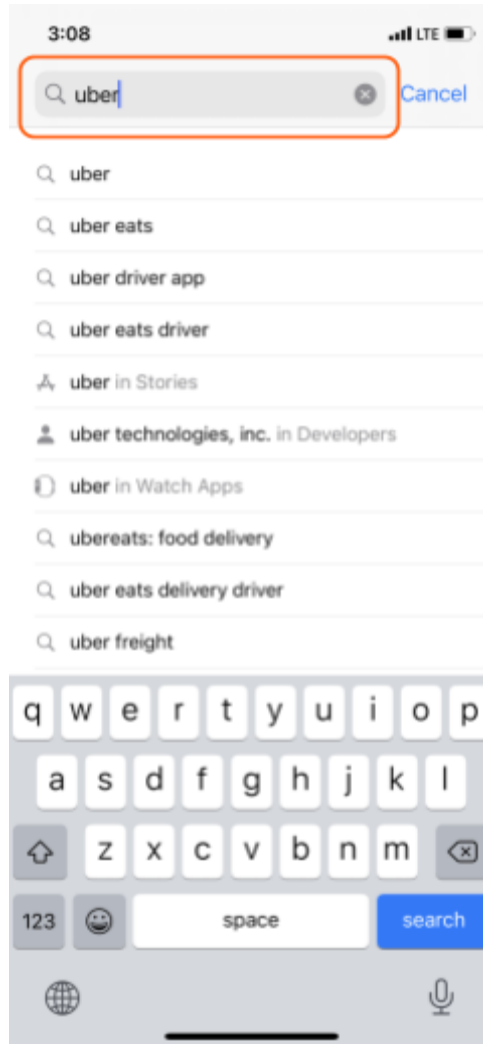 3:08 LTE
uber Cancel
uber
uber eats
uber driver app
uber eats driver
uber in Stories
uber technologies, inc. in Developers
uber in Watch Apps
ubereats: food delivery
uber eats delivery driver
uber freight
q w e r t y u i o p
a s d f g h j k l
z x c v b n m
123 space search